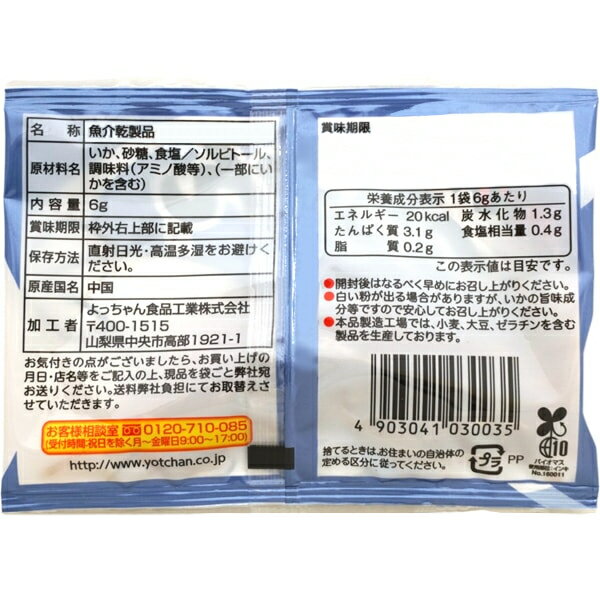 名称 魚介乾製品
原材料名 いか、砂糖、食塩／ソルビトール、
調味料(アミノ酸等)、(一部にい
かを含む)
内容量 6g
賞味期限 枠外右上部に記載
保存方法 直射日光・高温多湿をお避けく
ださい。
原産国名 中国
加工者 よっちゃん食品工業株式会社
〒400-1515
山梨県中央市高部1921-1
お気付きの点がございましたら、お買い上げの
月日・店名等をご記入の上、現品を袋ごと弊社宛
お送りください。送料弊社負担にてお取替えさ
せていただきます。
お客様相談室 0120-710-085
(受付時間:祝日を除く月〜金曜日9:00〜17:00)
http://www.yotchan.co.jp
賞味期限
栄養成分表示 1袋6gあたり
エネルギー 20kcal 炭水化物 1.3g
たんぱく質 3.1g 食塩相当量 0.4g
脂質 0.2g
この表示値は目安です。
●開封後はなるべく早めにお召し上がりください。
●白い粉が出る場合がありますが、いかの旨味成
分等ですので安心してお召し上がりください。
●本品製造工場では、小麦、大豆、ゼラチンを含む
製品を生産しております。
4 903041 030035
捨てるときは、お住まいの自治体の
定める区分に従ってください。
プラ PP
10
バイオマス
使用部位:インキ
No.160011